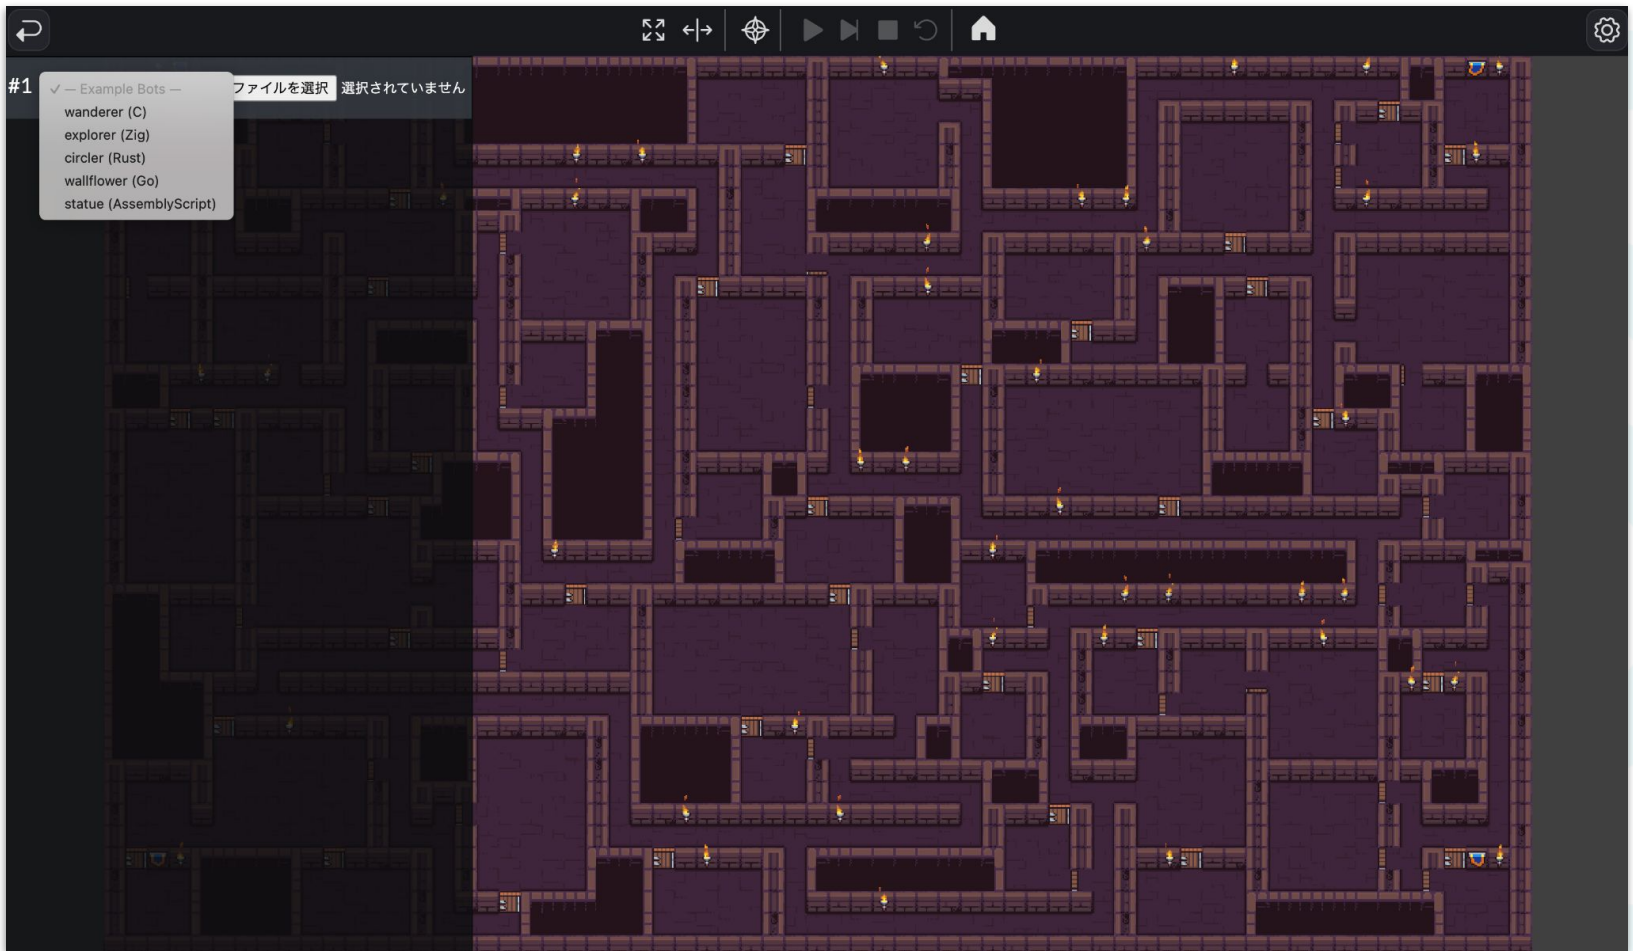 #1
✓ — Example Bots —
ファイルを選択 選択されていません
wanderer (C)
explorer (Zig)
circler (Rust)
wallflower (Go)
statue (AssemblyScript)